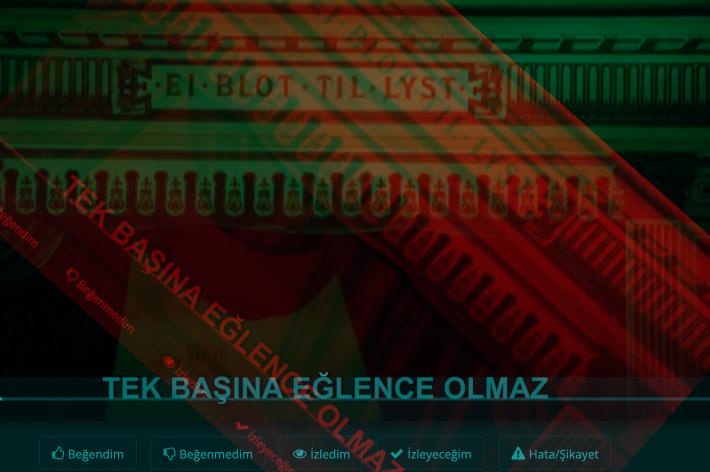 EI · BLOT · TIL · LYST
TEK BAŞINA EĞLENCE OLMAZ
Beğendim
Beğenmedim
İzledim
İzleyeceğim
Hata/Şikayet
TEK BAŞINA EĞLENCE OLMAZ
Beğendim
Beğenmedim
İzledim
İzleyeceğim